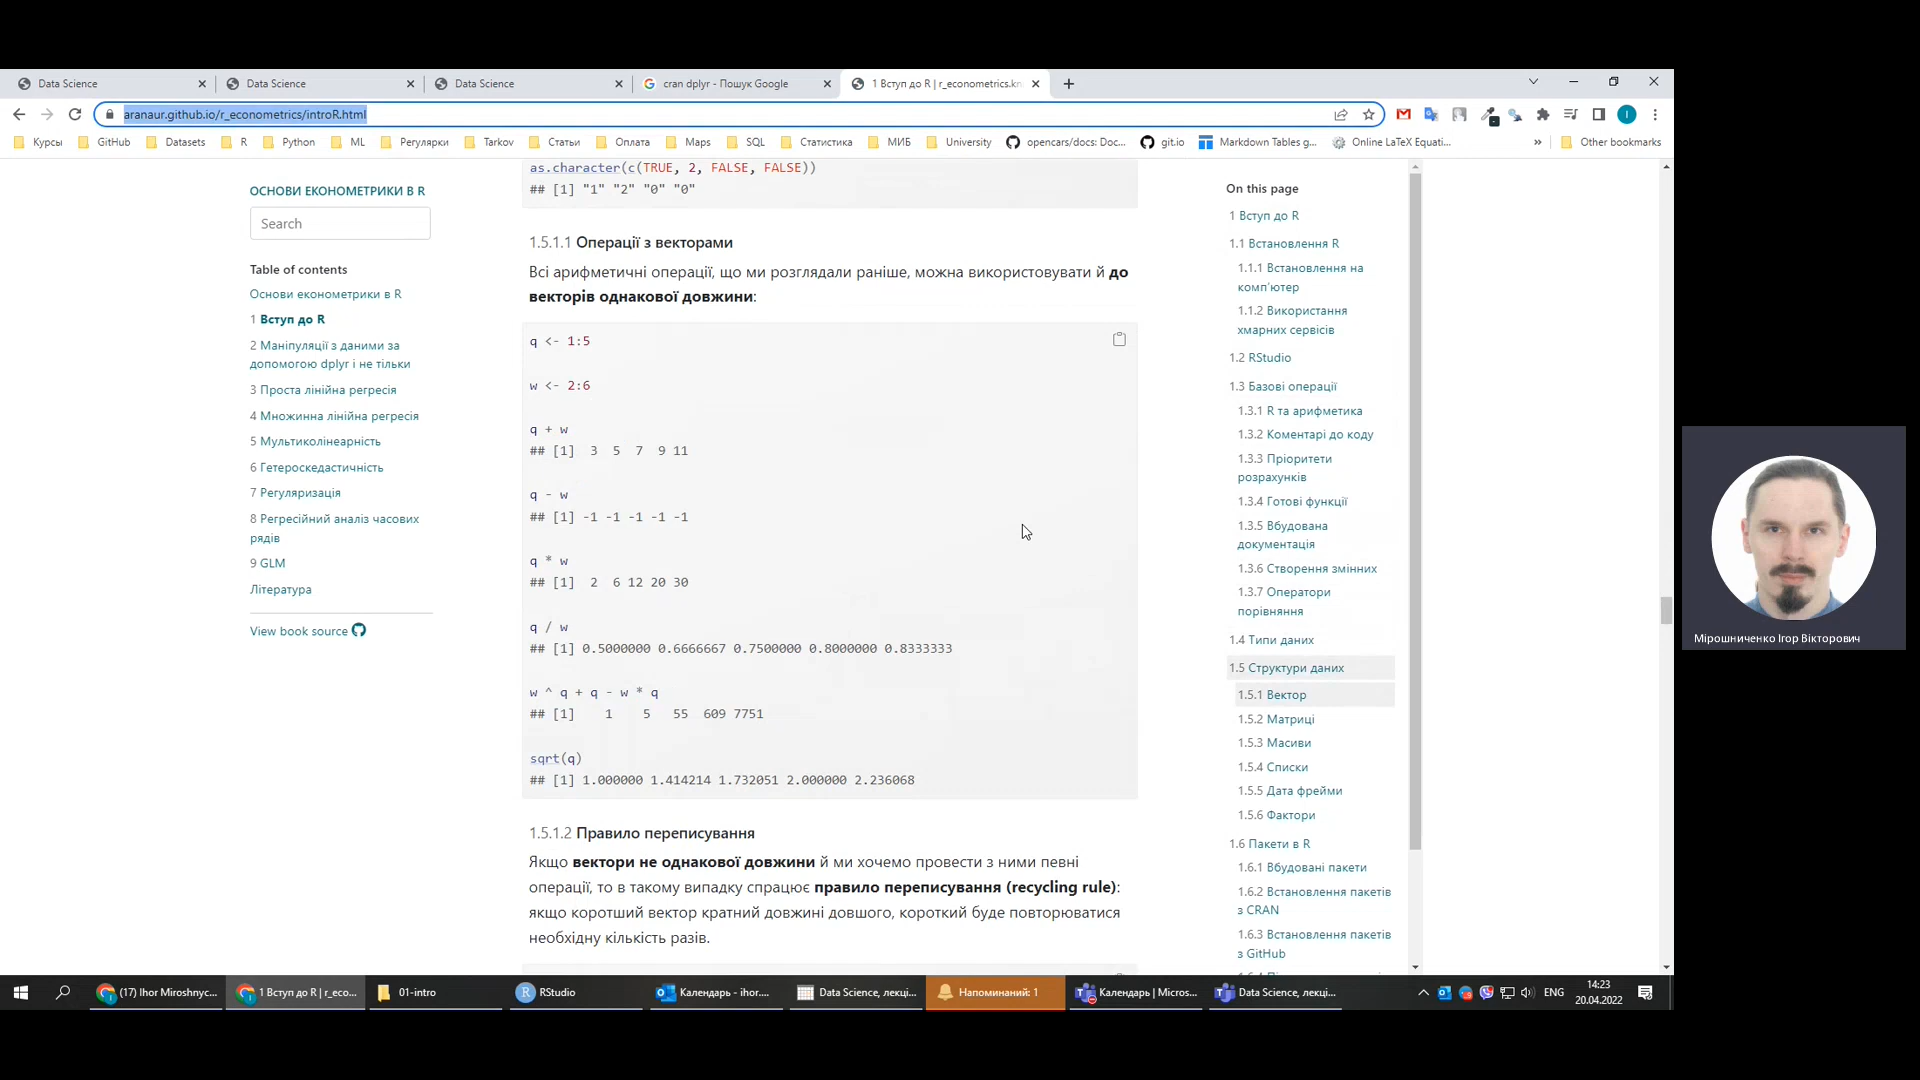 Data Science
Data Science
Data Science
cran dplyr - Пошук Google
1 Вступ до R | r_econometrics.kn
aranaur.github.io/r_econometrics/introR.html
Курсы
GitHub
Datasets
R
Python
ML
Регулярки
Tarkov
Статьи
Оплата
Maps
SQL
Статистика
МИБ
University
opencars/docs: Doc...
git.io
Markdown Tables g...
Online LaTeX Equati...
»
Other bookmarks
ОСНОВИ ЕКОНОМЕТРИКИ В R
Search
Table of contents
Основи економетрики в R
1 Вступ до R
2 Маніпуляції з даними за
допомогою dplyr і не тільки
3 Проста лінійна регресія
4 Множинна лінійна регресія
5 Мультиколінеарність
6 Гетероскедастичність
7 Регуляризація
8 Регресійний аналіз часових
рядів
9 GLM
Література
View book source
as.character(c(TRUE, 2, FALSE, FALSE))
## [1] "1" "2" "0" "0"
1.5.1.1 Операції з векторами
Всі арифметичні операції, що ми розглядали раніше, можна використовувати й до
векторів однакової довжини:
q <- 1:5
w <- 2:6
q + w
## [1]  3  5  7  9 11
q - w
## [1] -1 -1 -1 -1 -1
q * w
## [1]  2  6 12 20 30
q / w
## [1] 0.5000000 0.6666667 0.7500000 0.8000000 0.8333333
w ^ q + q - w * q
## [1]    1    5   55  609 7751
sqrt(q)
## [1] 1.000000 1.414214 1.732051 2.000000 2.236068
1.5.1.2 Правило переписування
Якщо вектори не однакової довжини й ми хочемо провести з ними певні
операції, то в такому випадку спрацює правило переписування (recycling rule):
якщо коротший вектор кратний довжині довшого, короткий буде повторюватися
необхідну кількість разів.
On this page
1 Вступ до R
1.1 Встановлення R
1.1.1 Встановлення на
комп'ютер
1.1.2 Використання
хмарних сервісів
1.2 RStudio
1.3 Базові операції
1.3.1 R та арифметика
1.3.2 Коментарі до коду
1.3.3 Пріоритети
розрахунків
1.3.4 Готові функції
1.3.5 Вбудована
документація
1.3.6 Створення змінних
1.3.7 Оператори
порівняння
1.4 Типи даних
1.5 Структури даних
1.5.1 Вектор
1.5.2 Матриці
1.5.3 Масиви
1.5.4 Списки
1.5.5 Дата фрейми
1.5.6 Фактори
1.6 Пакети в R
1.6.1 Вбудовані пакети
1.6.2 Встановлення пакетів
з CRAN
1.6.3 Встановлення пакетів
з GitHub
Мірошниченко Ігор Вікторович
(17) Ihor Miroshnyc...
1 Вступ до R | r_eco...
01-intro
RStudio
Календарь - ihor....
Data Science, лекці...
Напоминаний: 1
Календарь | Micros...
Data Science, лекці...
ENG
14:23
20.04.2022